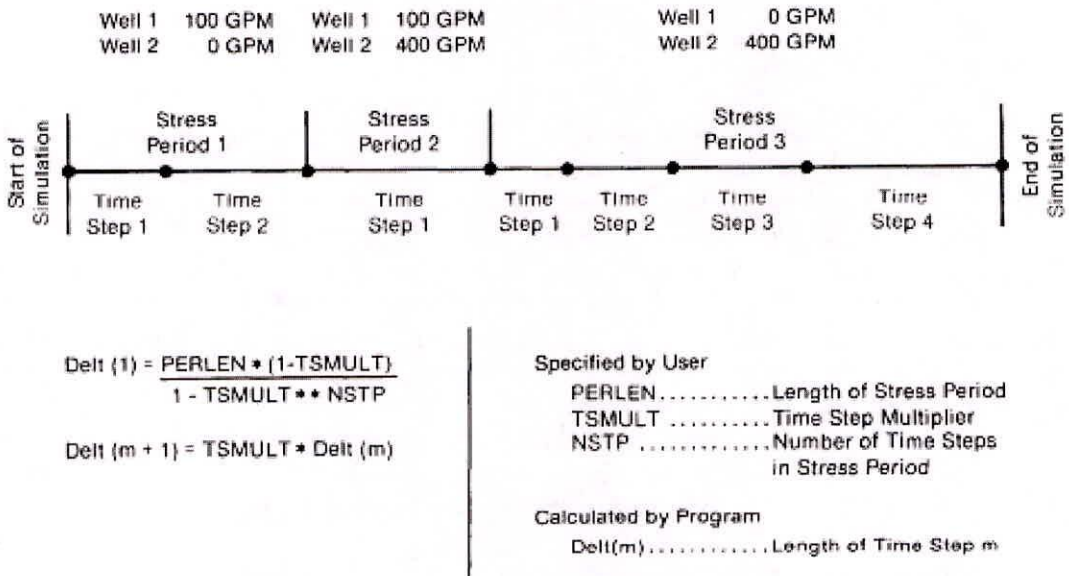 Well 1 100 GPM Well 1 100 GPM Well 1 0 GPM
Well 2 0 GPM Well 2 400 GPM Well 2 400 GPM
Start of
Simulation
Stress
Period 1
Stress
Period 2
Stress
Period 3
End of
Simulation
Time
Step 1
Time
Step 2
Time
Step 1
Time
Step 1
Time
Step 2
Time
Step 3
Time
Step 4
Delt (1) = PERLEN * (1-TSMULT)
1 - TSMULT ** NSTP
Delt (m + 1) = TSMULT * Delt (m)
Specified by User
PERLEN...........Length of Stress Period
TSMULT ..........Time Step Multiplier
NSTP .............Number of Time Steps
in Stress Period
Calculated by Program
Delt(m)............Length of Time Step m